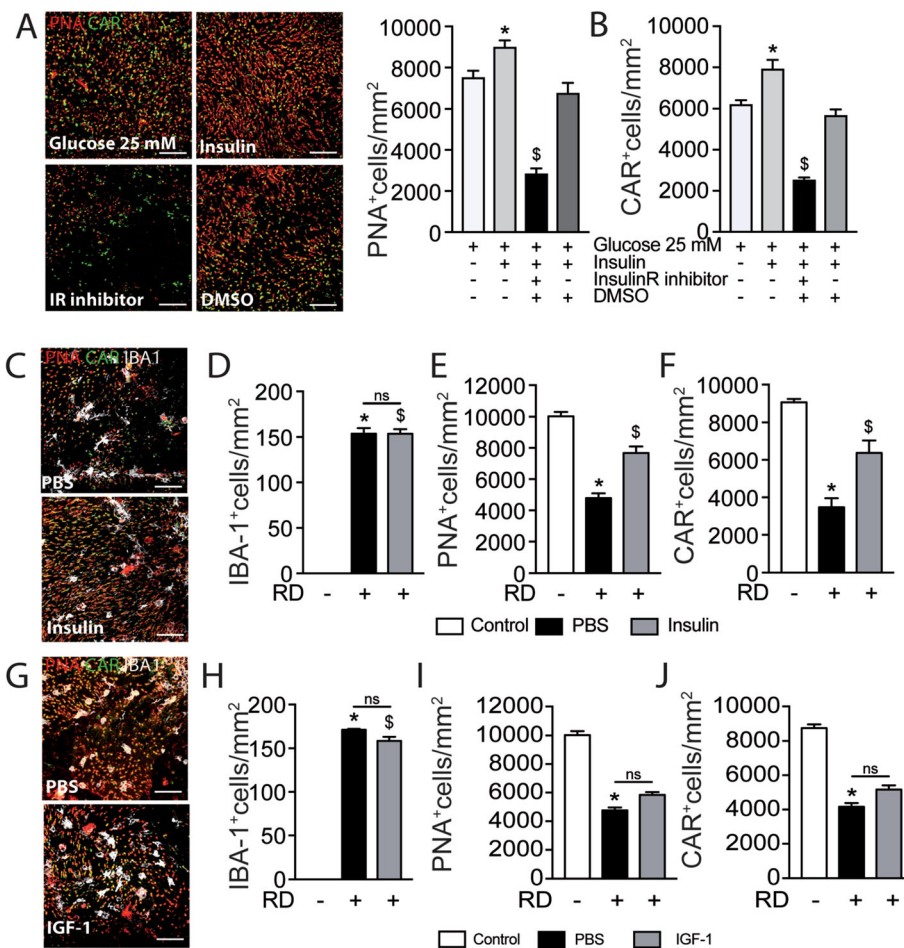 A
PNA CAR
Glucose 25 mM
Insulin
IR inhibitor
DMSO
PNA⁺cells/mm²
10000
8000
6000
4000
2000
0
*
$
+ + + +
- + + +
- - + -
- - + +
B
CAR⁺cells/mm²
10000
8000
6000
4000
2000
0
*
$
Glucose 25 mM + + + +
Insulin - + + +
InsulinR inhibitor - - + -
DMSO - - + +
C
PNA CAR IBA1
PBS
Insulin
D
IBA-1⁺cells/mm²
200
150
100
50
0
ns
* $
RD - + +
E
PNA⁺cells/mm²
12000
10000
8000
6000
4000
2000
0
*
$
RD - + +
F
CAR⁺cells/mm²
10000
8000
6000
4000
2000
0
*
$
RD - + +
Control PBS Insulin
G
PNA CAR IBA1
PBS
IGF-1
H
IBA-1⁺cells/mm²
200
150
100
50
0
ns
* $
RD - + +
I
PNA⁺cells/mm²
12000
10000
8000
6000
4000
2000
0
ns
*
RD - + +
J
CAR⁺cells/mm²
10000
8000
6000
4000
2000
0
ns
*
RD - + +
Control PBS IGF-1